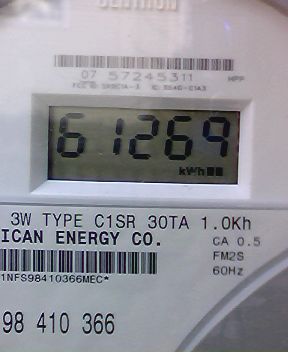 07 57245311 MPP
61269
kWh
3W TYPE C1SR 30TA 1.0Kh
ICAN ENERGY CO.
CA 0.5
FM2S
60Hz
1NFS98410366MEC*
98 410 366